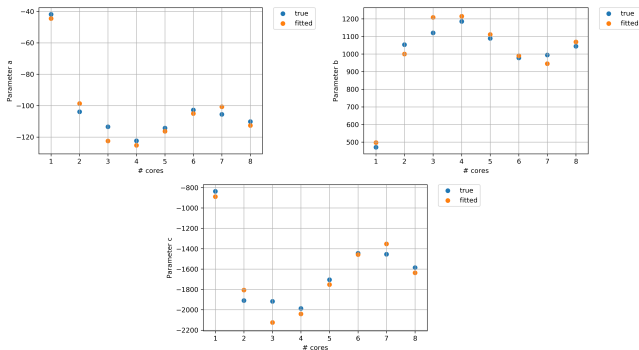 −40
−60
−80
−100
−120
Parameter a
1 2 3 4 5 6 7 8
# cores
true
fitted
1200
1100
1000
900
800
700
600
500
Parameter b
1 2 3 4 5 6 7 8
# cores
true
fitted
−800
−1000
−1200
−1400
−1600
−1800
−2000
−2200
Parameter c
1 2 3 4 5 6 7 8
# cores
true
fitted